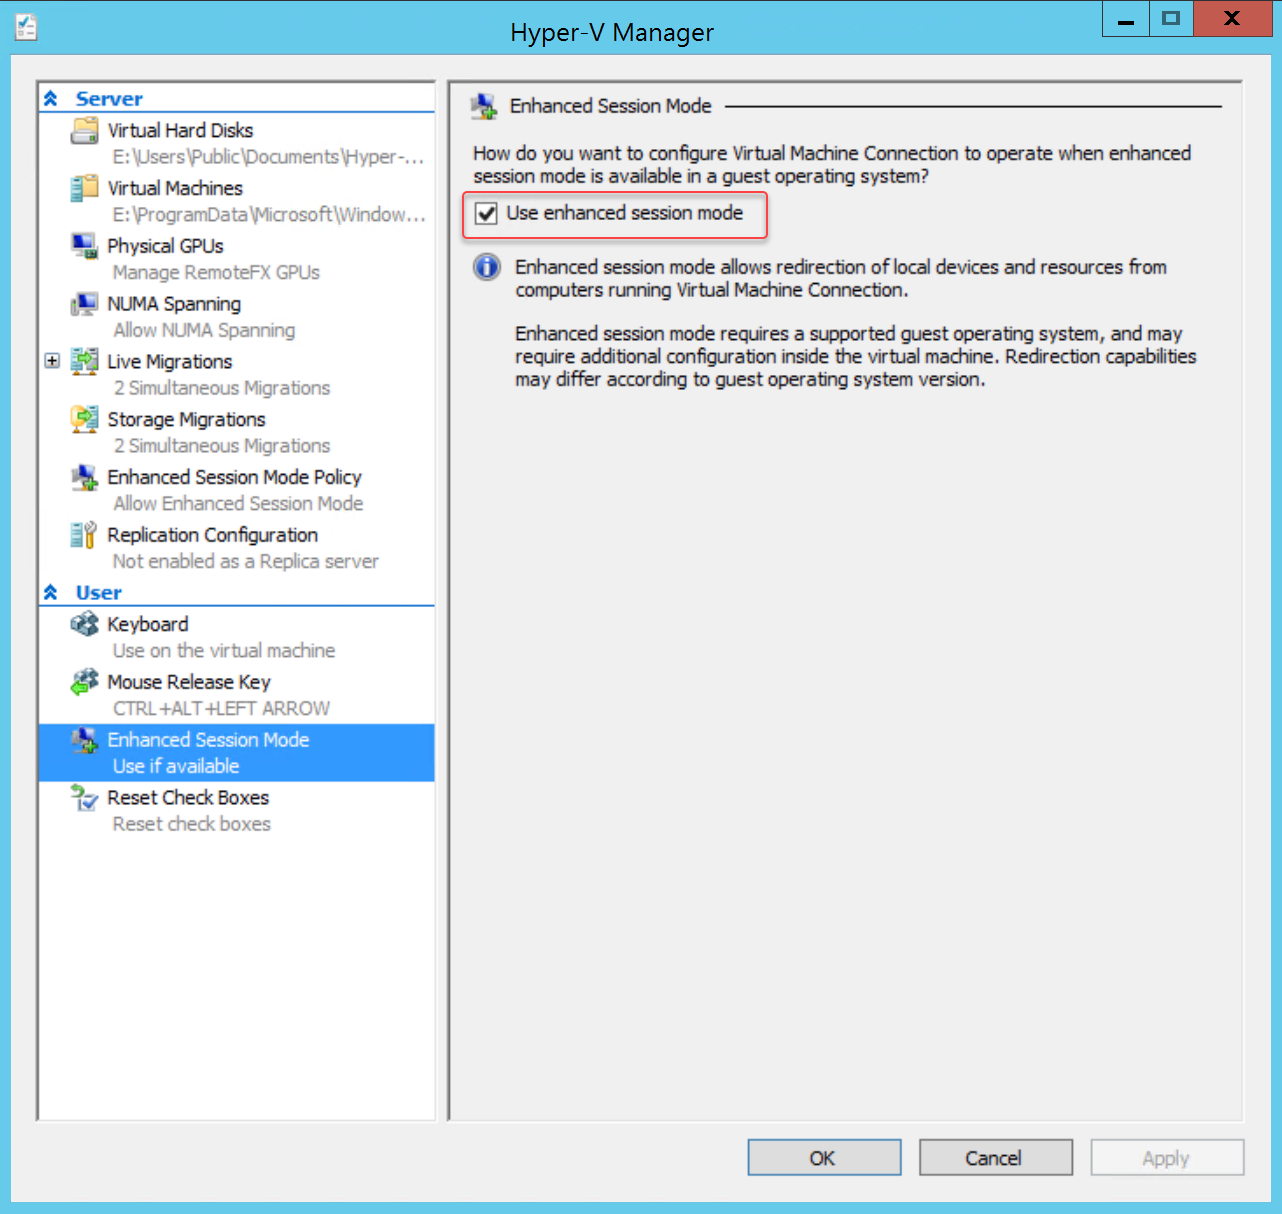 Hyper-V Manager
Server
Virtual Hard Disks
E:\Users\Public\Documents\Hyper-...
Virtual Machines
E:\ProgramData\Microsoft\Window...
Physical GPUs
Manage RemoteFX GPUs
NUMA Spanning
Allow NUMA Spanning
Live Migrations
2 Simultaneous Migrations
Storage Migrations
2 Simultaneous Migrations
Enhanced Session Mode Policy
Allow Enhanced Session Mode
Replication Configuration
Not enabled as a Replica server
User
Keyboard
Use on the virtual machine
Mouse Release Key
CTRL+ALT+LEFT ARROW
Enhanced Session Mode
Use if available
Reset Check Boxes
Reset check boxes
Enhanced Session Mode
How do you want to configure Virtual Machine Connection to operate when enhanced
session mode is available in a guest operating system?
Use enhanced session mode
Enhanced session mode allows redirection of local devices and resources from
computers running Virtual Machine Connection.
Enhanced session mode requires a supported guest operating system, and may
require additional configuration inside the virtual machine. Redirection capabilities
may differ according to guest operating system version.
OK
Cancel
Apply